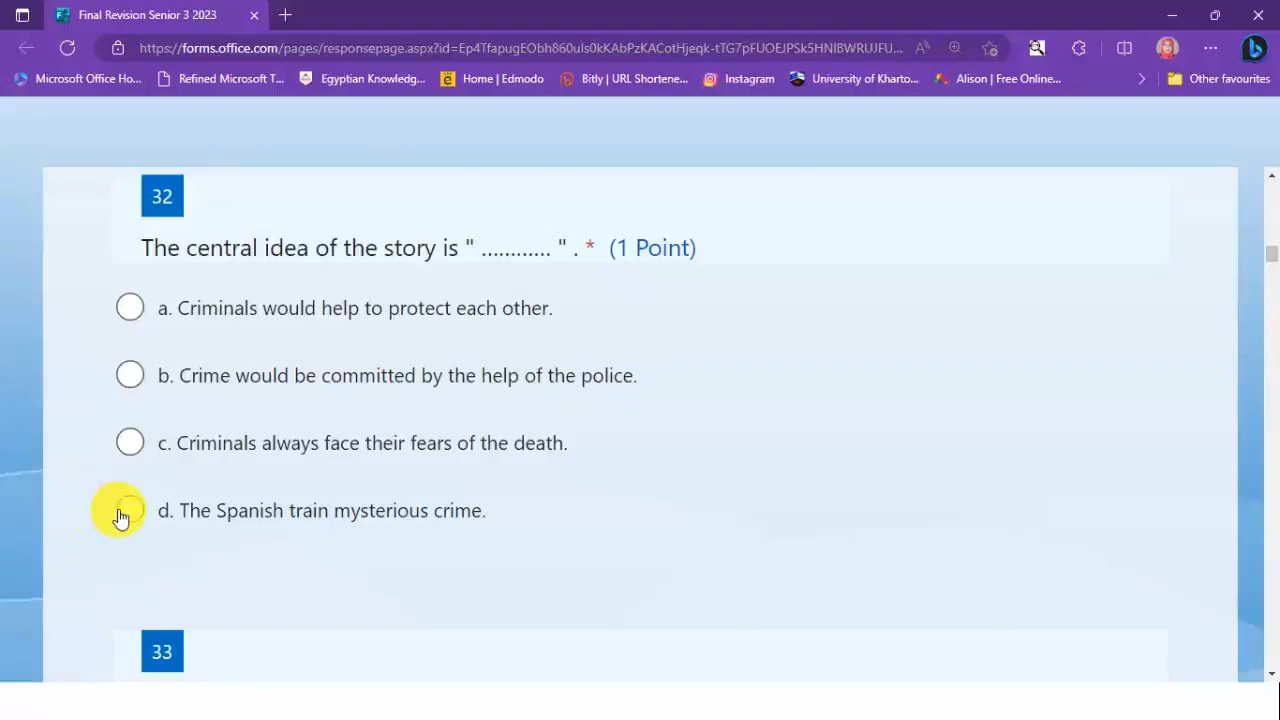 Final Revision Senior 3 2023
https://forms.office.com/pages/responsepage.aspx?id=Ep4TfapugEObh860uls0kKAbPzKACotHjeqk-tTG7pFUOEJPSk5HNlBWRUJFU...
Microsoft Office Ho...
Refined Microsoft T...
Egyptian Knowledg...
Home | Edmodo
Bitly | URL Shortene...
Instagram
University of Kharto...
Alison | Free Online...
Other favourites
32
The central idea of the story is " ............ " . * (1 Point)
a. Criminals would help to protect each other.
b. Crime would be committed by the help of the police.
c. Criminals always face their fears of the death.
d. The Spanish train mysterious crime.
33